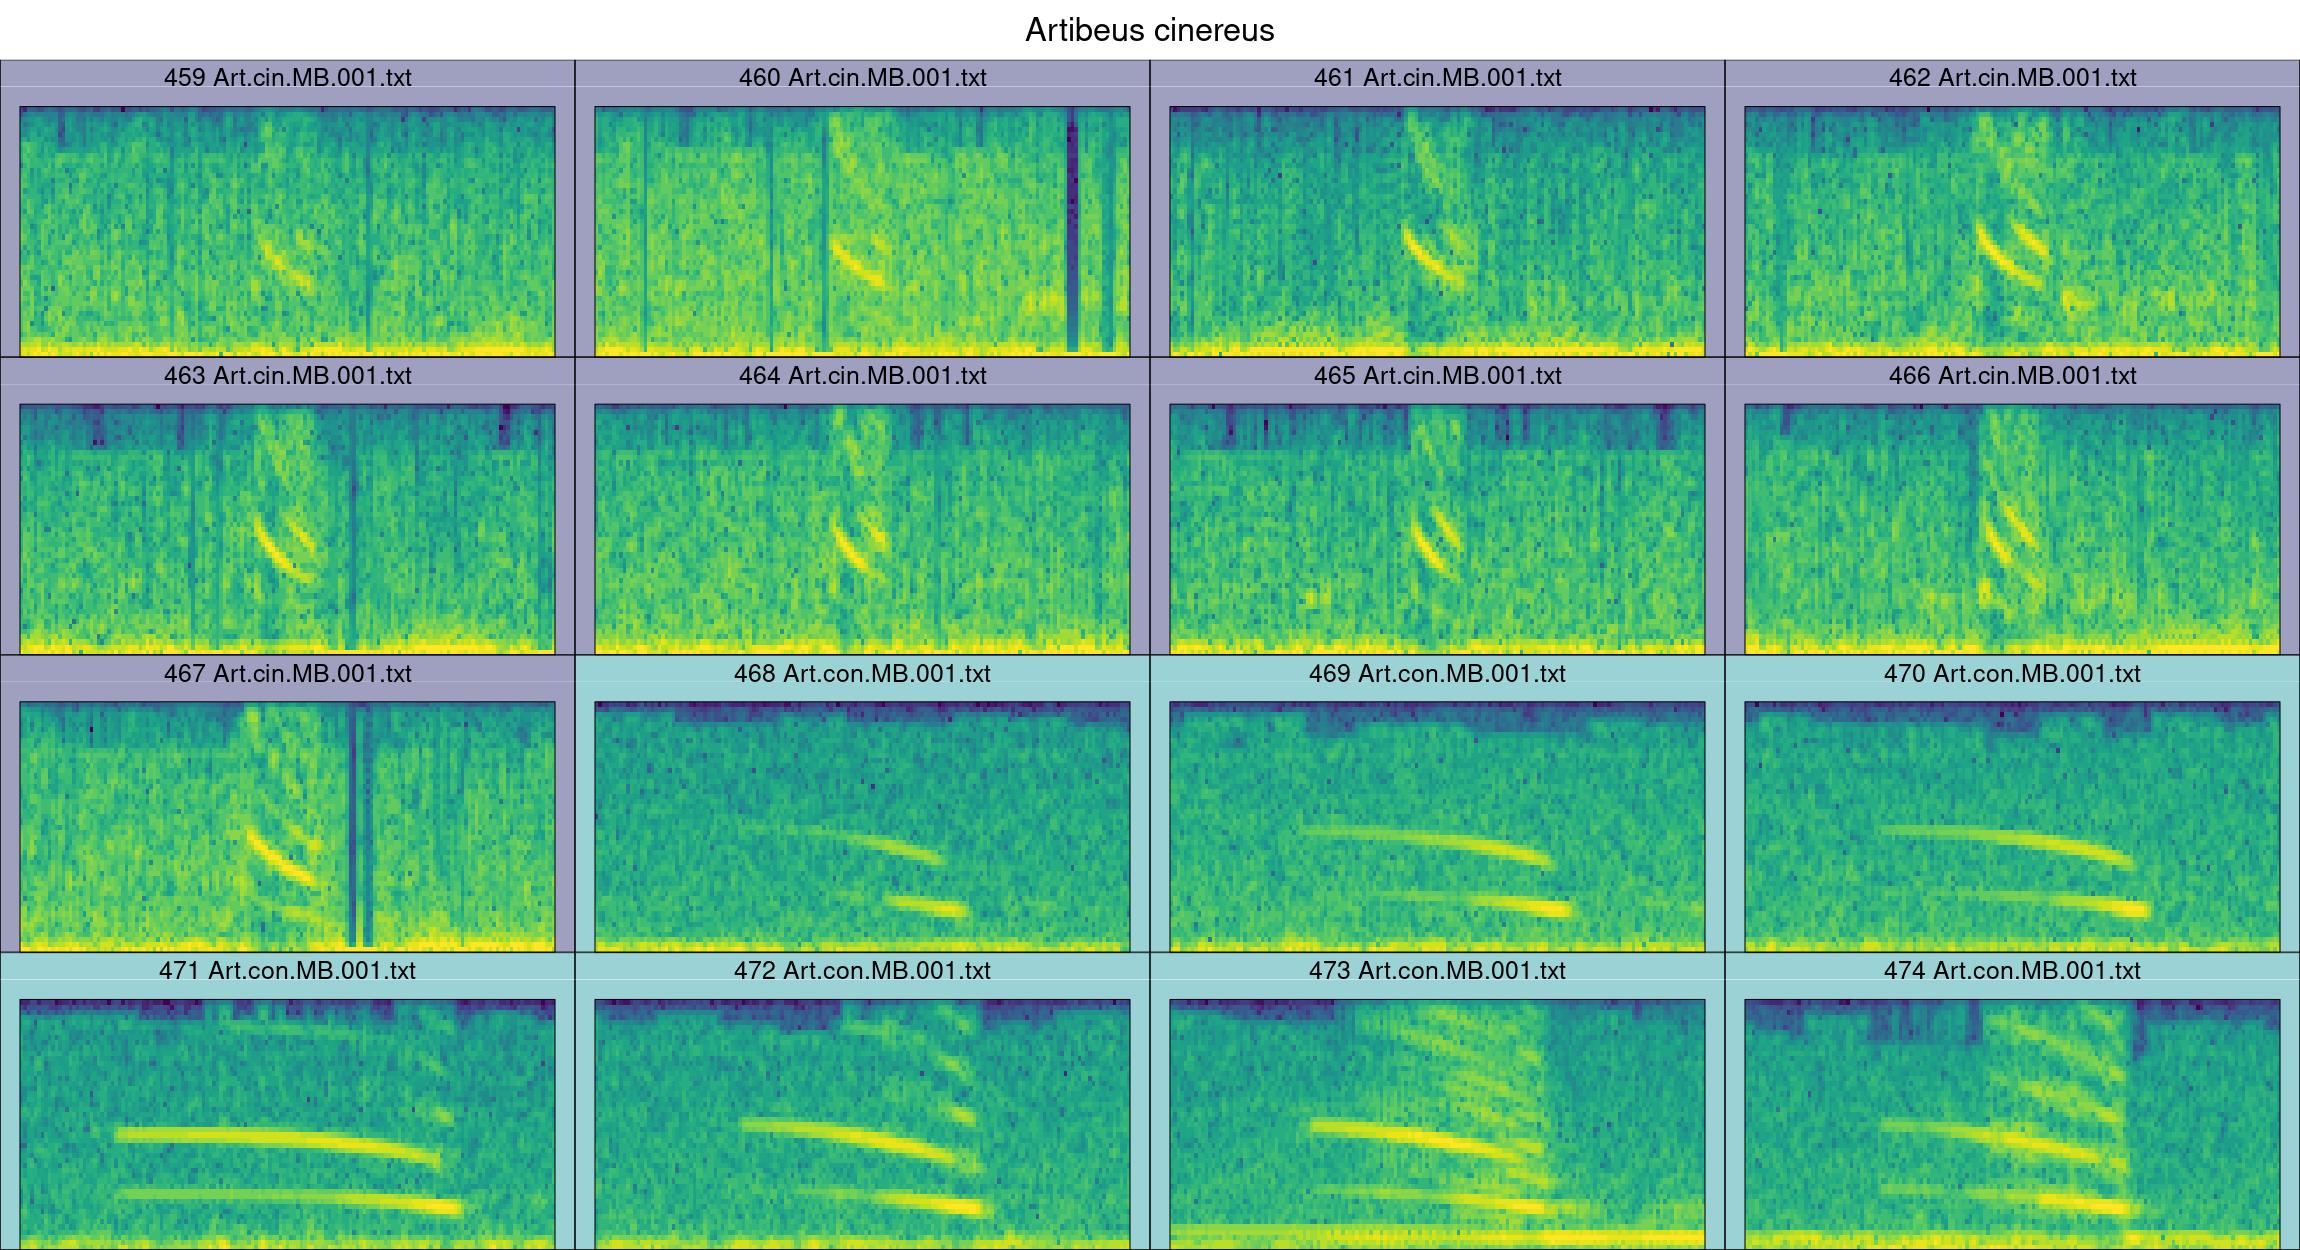 Artibeus cinereus
459 Art.cin.MB.001.txt
460 Art.cin.MB.001.txt
461 Art.cin.MB.001.txt
462 Art.cin.MB.001.txt
463 Art.cin.MB.001.txt
464 Art.cin.MB.001.txt
465 Art.cin.MB.001.txt
466 Art.cin.MB.001.txt
467 Art.cin.MB.001.txt
468 Art.con.MB.001.txt
469 Art.con.MB.001.txt
470 Art.con.MB.001.txt
471 Art.con.MB.001.txt
472 Art.con.MB.001.txt
473 Art.con.MB.001.txt
474 Art.con.MB.001.txt